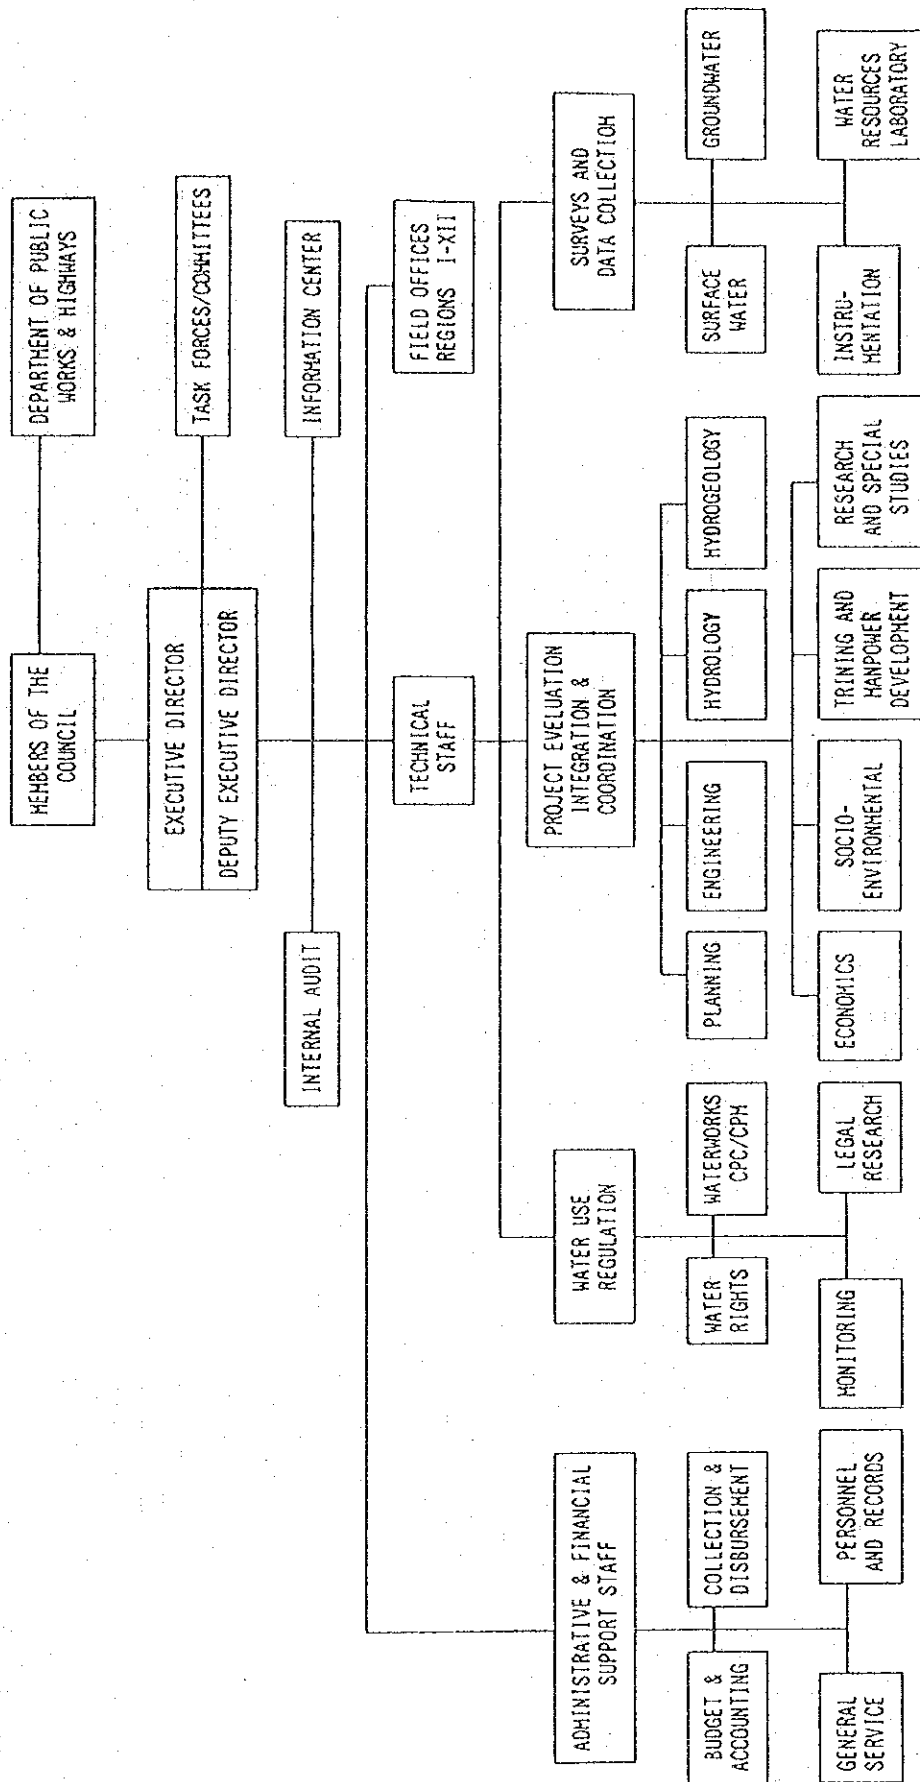 MEMBERS OF THE
COUNCIL
DEPARTMENT OF PUBLIC
WORKS & HIGHWAYS
EXECUTIVE DIRECTOR
DEPUTY EXECUTIVE DIRECTOR
TASK FORCES/COMMITTEES
INTERNAL AUDIT
INFORMATION CENTER
TECHNICAL
STAFF
FIELD OFFICES
REGIONS I-XII
ADMINISTRATIVE & FINANCIAL
SUPPORT STAFF
WATER USE
REGULATION
PROJECT EVELUATION
INTEGRATION &
COORDINATION
SURVEYS AND
DATA COLLECTION
BUDGET &
ACCOUNTING
COLLECTION &
DISBURSEMENT
WATER
RIGHTS
WATERWORKS
CPC/CPM
PLANNING
ENGINEERING
HYDROLOGY
HYDROGEOLOGY
SURFACE
WATER
GROUNDWATER
GENERAL
SERVICE
PERSONNEL
AND RECORDS
MONITORING
LEGAL
RESEARCH
ECONOMICS
SOCIO-
ENVIRONMENTAL
TRINING AND
MANPOWER
DEVELOPMENT
RESEARCH
AND SPECIAL
STUDIES
INSTRU-
MENTATION
WATER
RESOURCES
LABORATORY